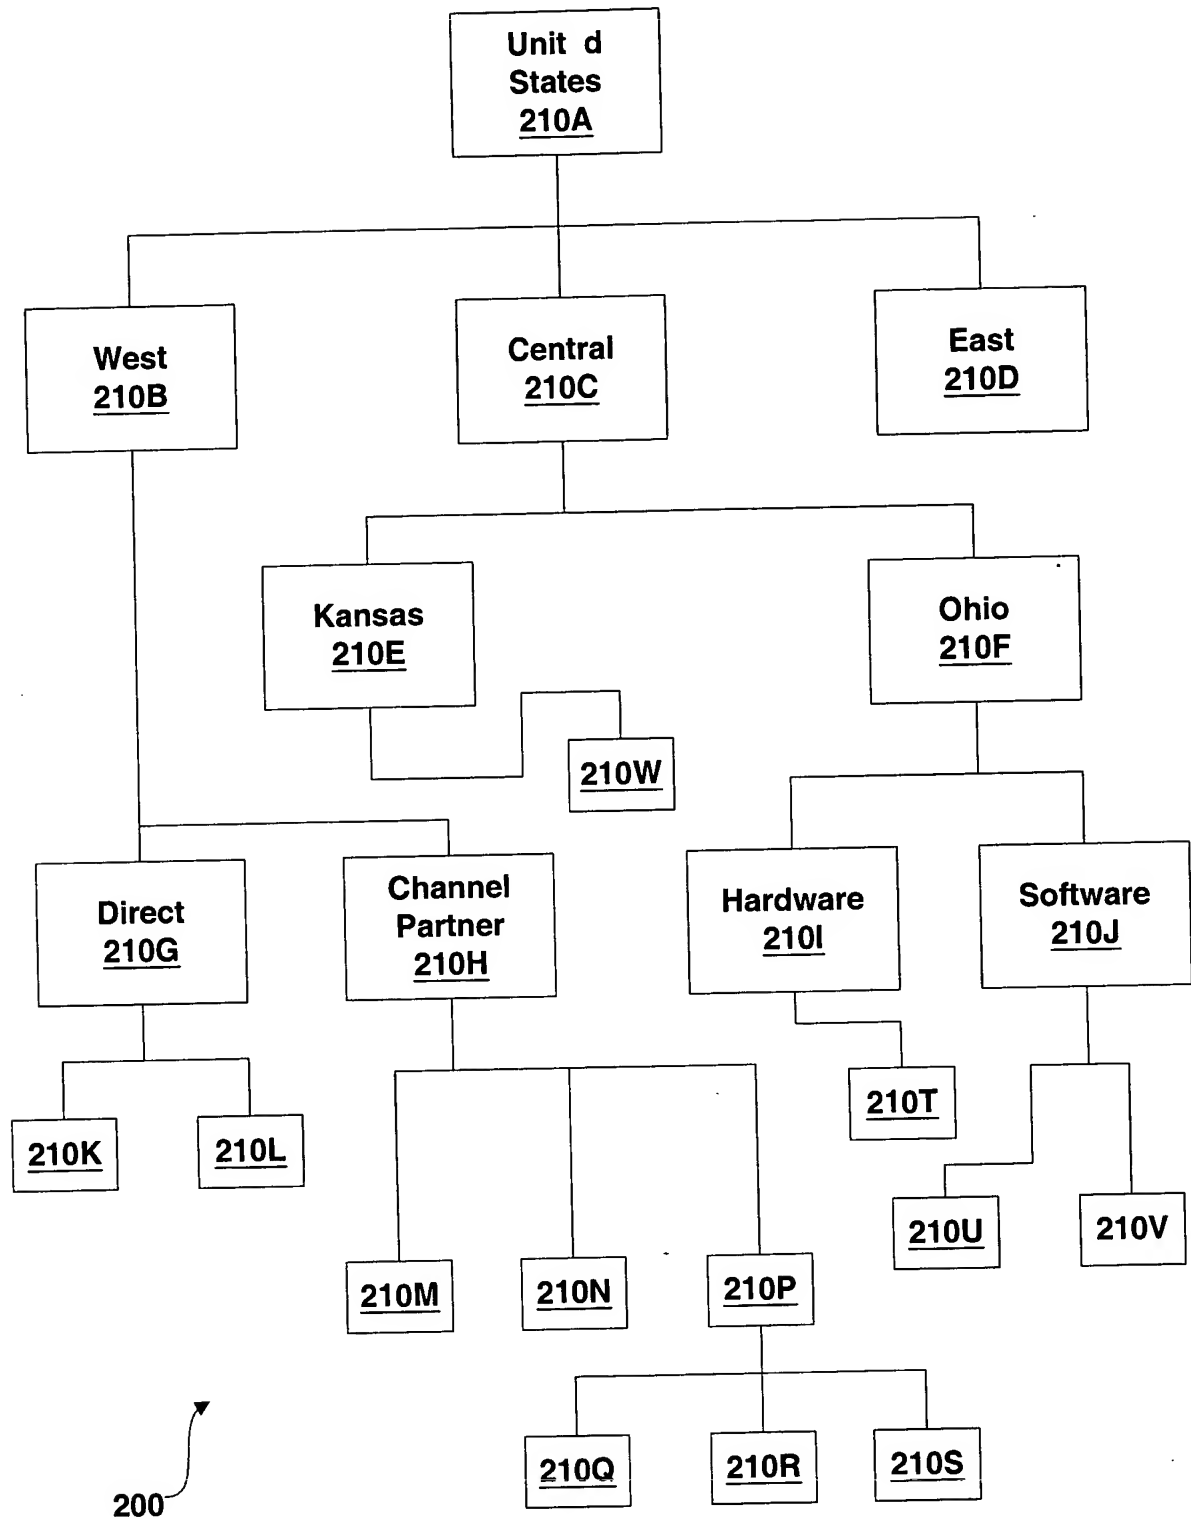 Unit d
States
210A
West
210B
Central
210C
East
210D
Kansas
210E
Ohio
210F
210W
Direct
210G
Channel
Partner
210H
Hardware
210I
Software
210J
210K
210L
210T
210M
210N
210P
210U
210V
210Q
210R
210S
200